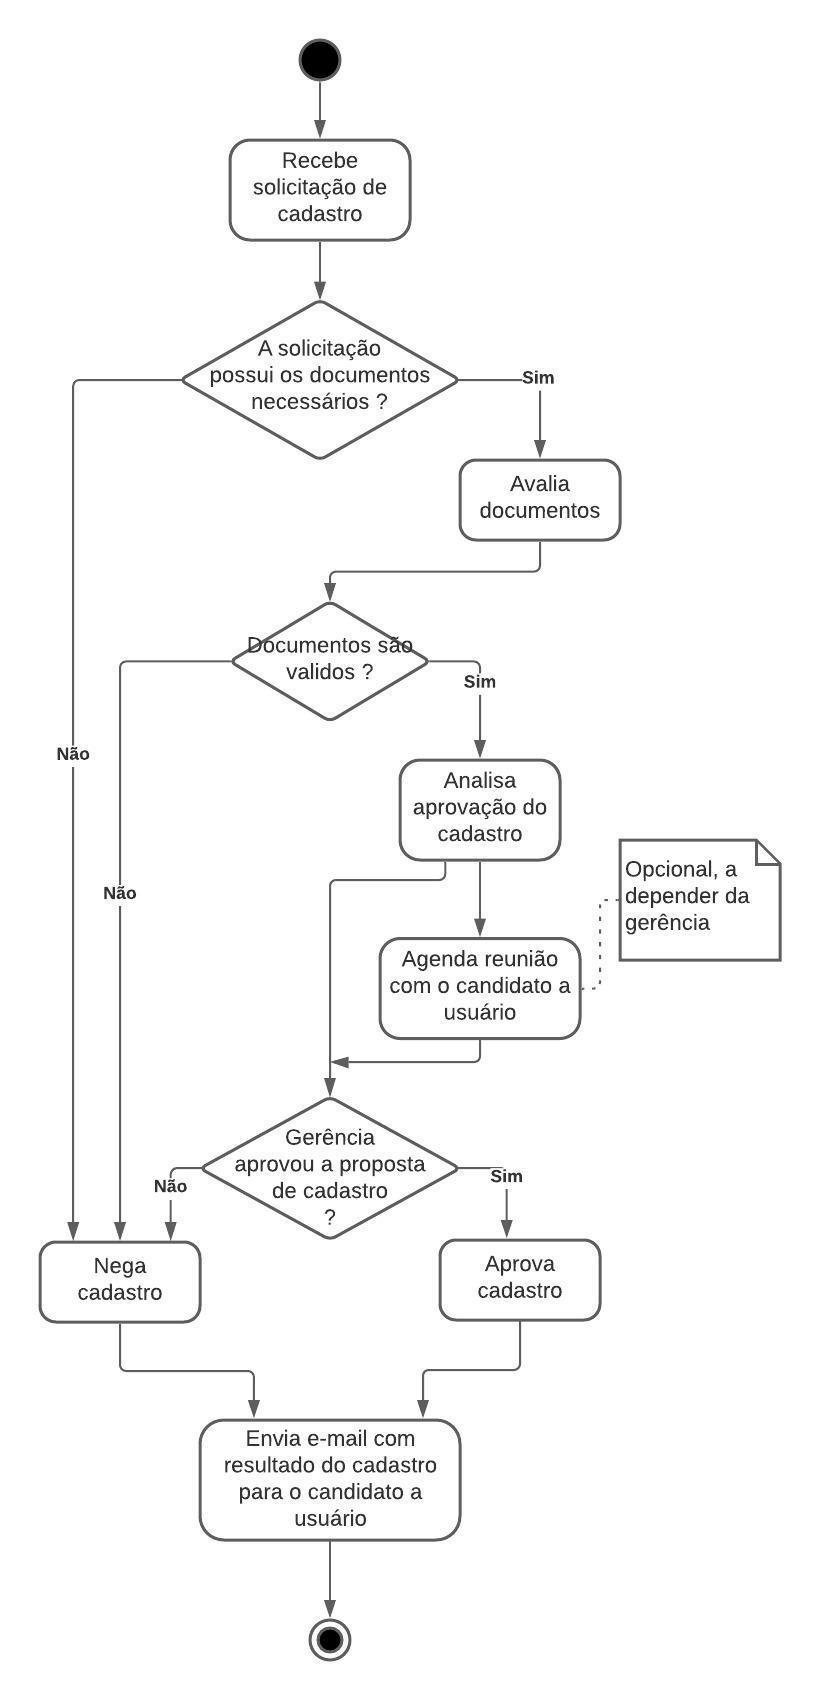 Recebe
solicitação de
cadastro
A solicitação
possui os documentos
necessários ?
Sim
Avalia
documentos
Documentos são
validos ?
Sim
Não
Analisa
aprovação do
cadastro
Opcional, a
depender da
gerência
Não
Agenda reunião
com o candidato a
usuário
Gerência
aprovou a proposta
de cadastro
?
Não
Sim
Nega
cadastro
Aprova
cadastro
Envia e-mail com
resultado do cadastro
para o candidato a
usuário